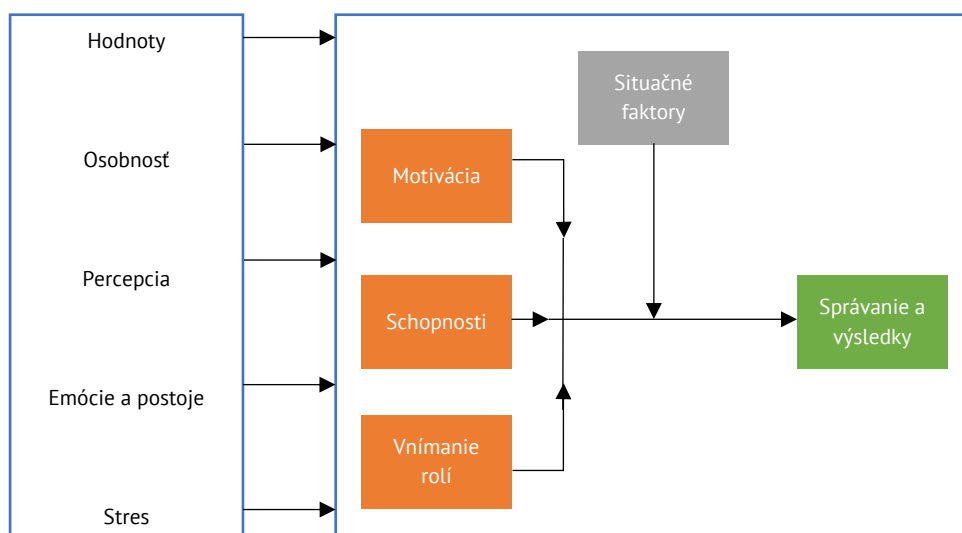 Hodnoty
Osobnosť
Percepcia
Emócie a postoje
Stres
Situačné
faktory
Motivácia
Schopnosti
Vnímanie
rolí
Správanie a
výsledky